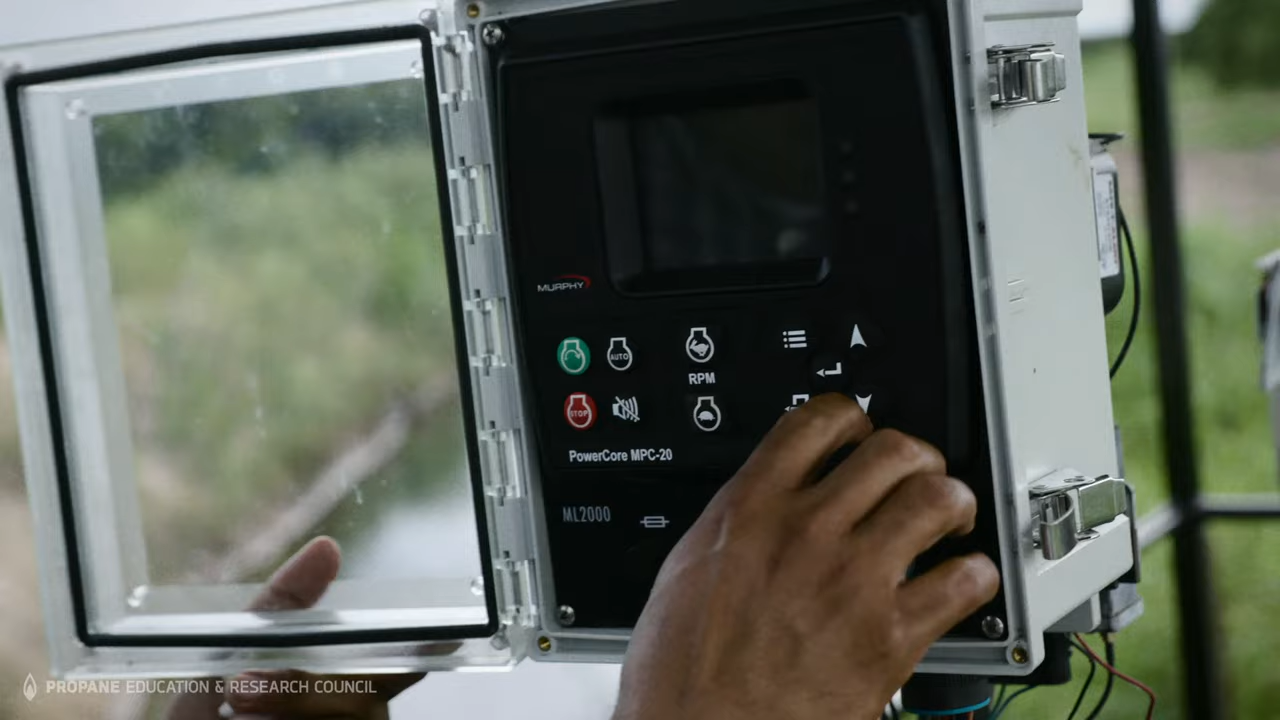 MURPHY
AUTO
RPM
STOP
PowerCore MPC-20
ML2000
PROPANE EDUCATION & RESEARCH COUNCIL